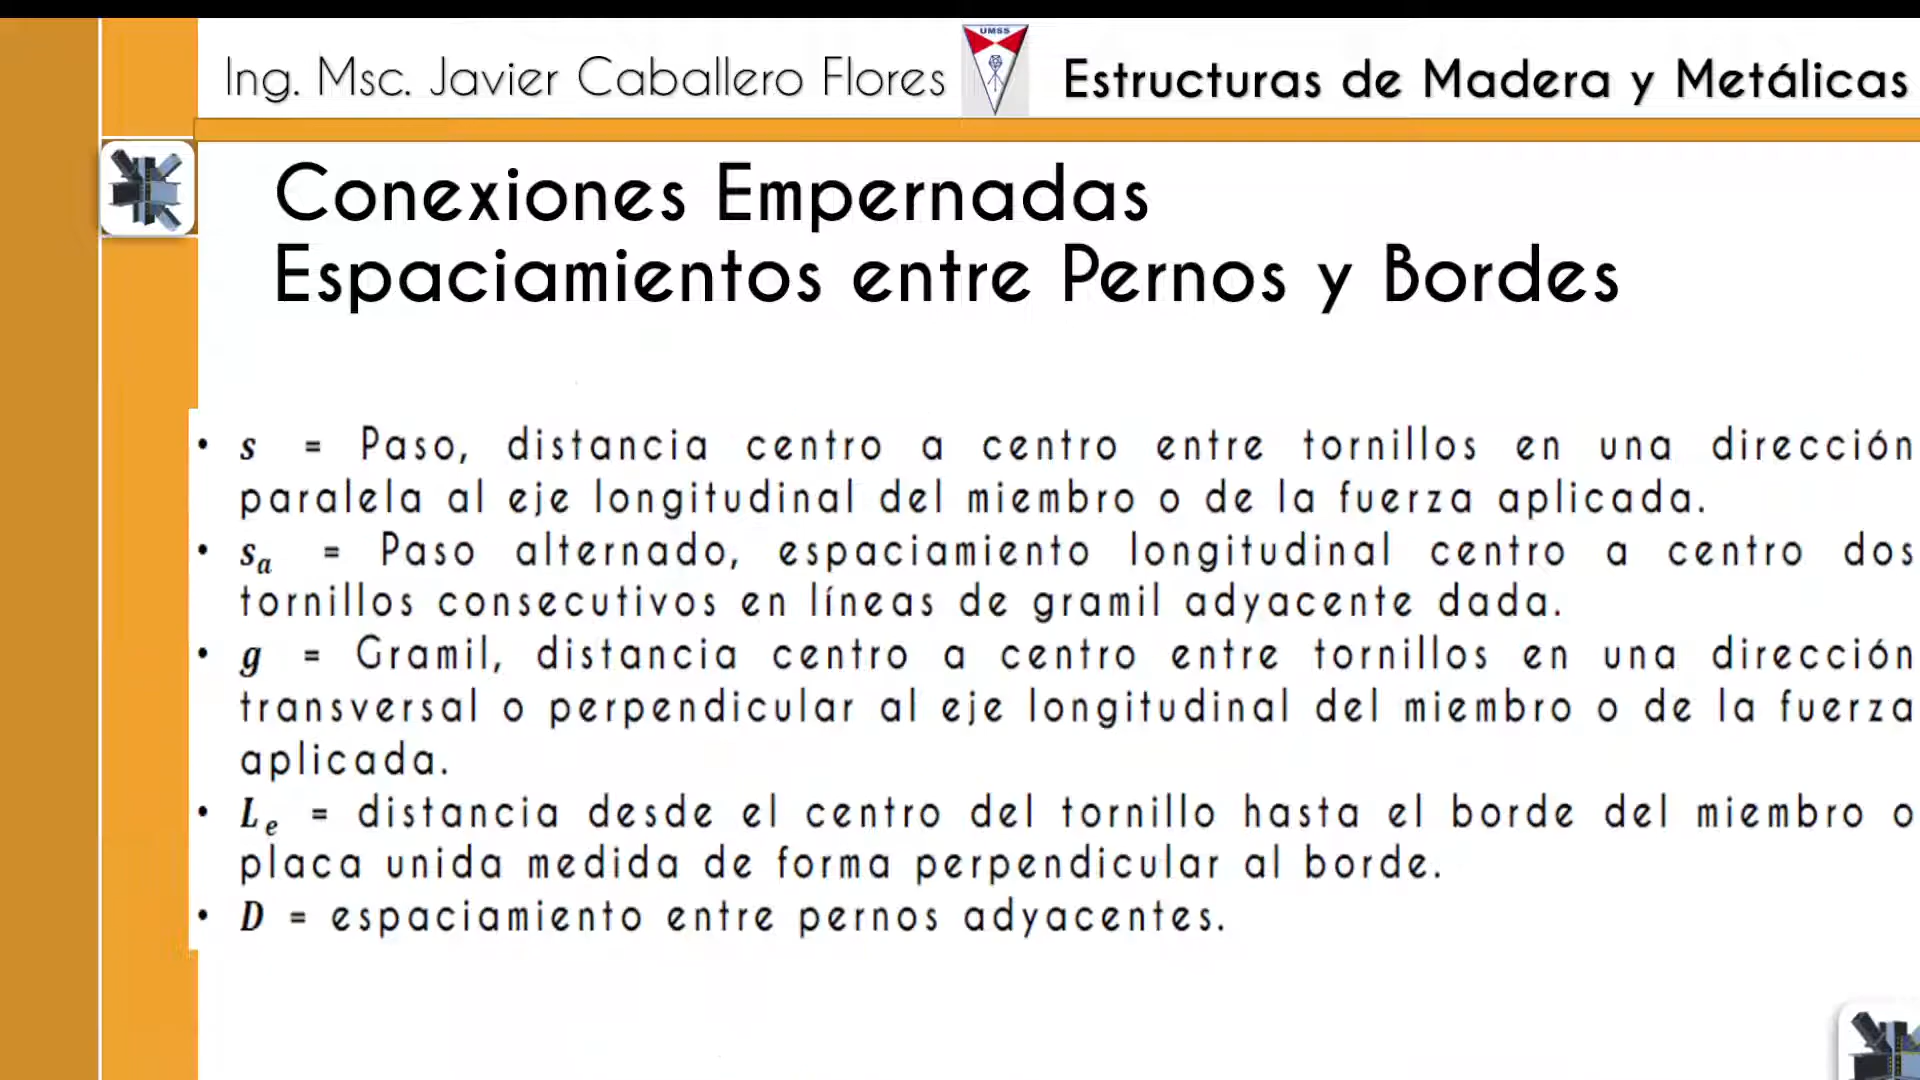 Ing. Msc. Javier Caballero Flores
UMSS
Estructuras de Madera y Metálicas
Conexiones Empernadas
Espaciamientos entre Pernos y Bordes
• s = Paso, distancia centro a centro entre tornillos en una dirección
paralela al eje longitudinal del miembro o de la fuerza aplicada.
• sₐ = Paso alternado, espaciamiento longitudinal centro a centro dos
tornillos consecutivos en líneas de gramil adyacente dada.
• g = Gramil, distancia centro a centro entre tornillos en una dirección
transversal o perpendicular al eje longitudinal del miembro o de la fuerza
aplicada.
• Lₑ = distancia desde el centro del tornillo hasta el borde del miembro o
placa unida medida de forma perpendicular al borde.
• D = espaciamiento entre pernos adyacentes.